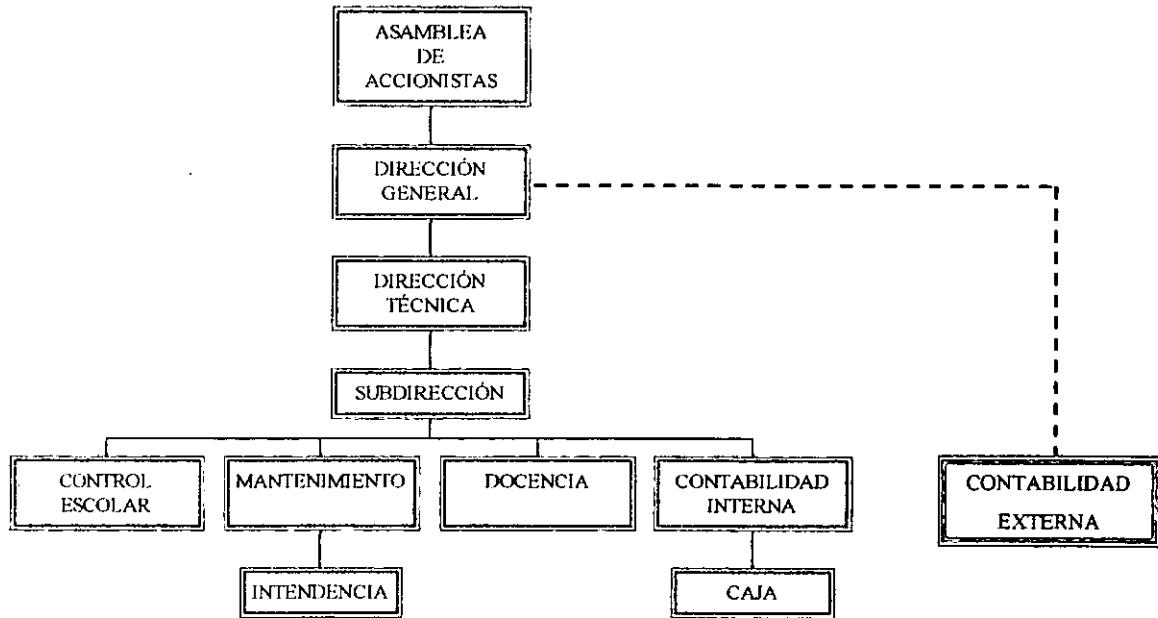 ASAMBLEA
DE
ACCIONISTAS
DIRECCIÓN
GENERAL
DIRECCIÓN
TÉCNICA
SUBDIRECCIÓN
CONTROL
ESCOLAR
MANTENIMIENTO
DOCENCIA
CONTABILIDAD
INTERNA
CONTABILIDAD
EXTERNA
INTENDENCIA
CAJA